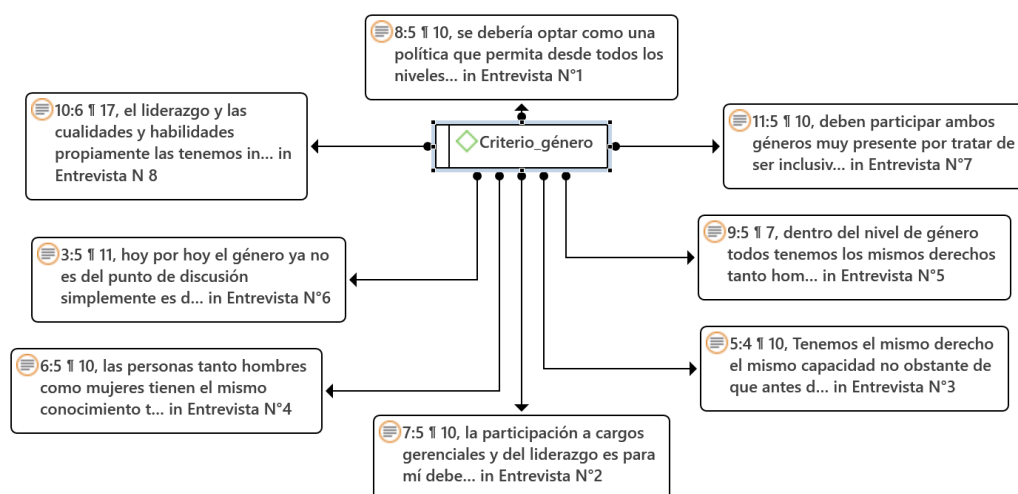 8:5 ¶ 10, se debería optar como una
política que permita desde todos los
niveles... in Entrevista N°1
10:6 ¶ 17, el liderazgo y las
cualidades y habilidades
propiamente las tenemos in... in
Entrevista N 8
Criterio_género
11:5 ¶ 10, deben participar ambos
géneros muy presente por tratar de
ser inclusiv... in Entrevista N°7
3:5 ¶ 11, hoy por hoy el género ya no
es del punto de discusión
simplemente es d... in Entrevista N°6
9:5 ¶ 7, dentro del nivel de género
todos tenemos los mismos derechos
tanto hom... in Entrevista N°5
6:5 ¶ 10, las personas tanto hombres
como mujeres tienen el mismo
conocimiento t... in Entrevista N°4
5:4 ¶ 10, Tenemos el mismo derecho
el mismo capacidad no obstante de
que antes d... in Entrevista N°3
7:5 ¶ 10, la participación a cargos
gerenciales y del liderazgo es para
mí debe... in Entrevista N°2